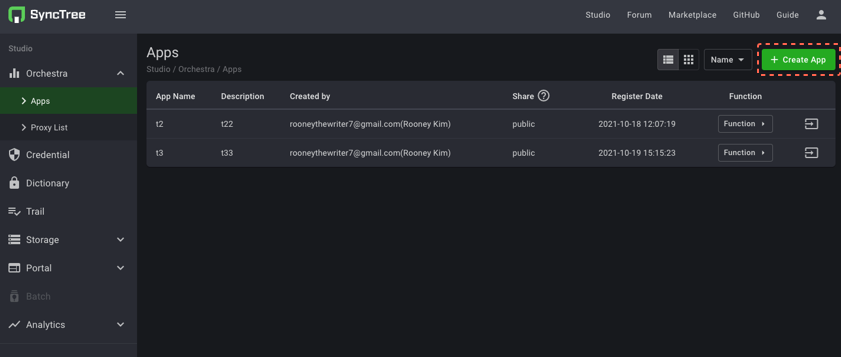 SyncTree
Studio Forum Marketplace GitHub Guide
Studio
Orchestra
Apps
Proxy List
Credential
Dictionary
Trail
Storage
Portal
Batch
Analytics
Apps
Studio / Orchestra / Apps
Name
+ Create App
App Name Description Created by Share ? Register Date Function
t2 t22 rooneythewriter7@gmail.com(Rooney Kim) public 2021-10-18 12:07:19 Function
t3 t33 rooneythewriter7@gmail.com(Rooney Kim) public 2021-10-19 15:15:23 Function